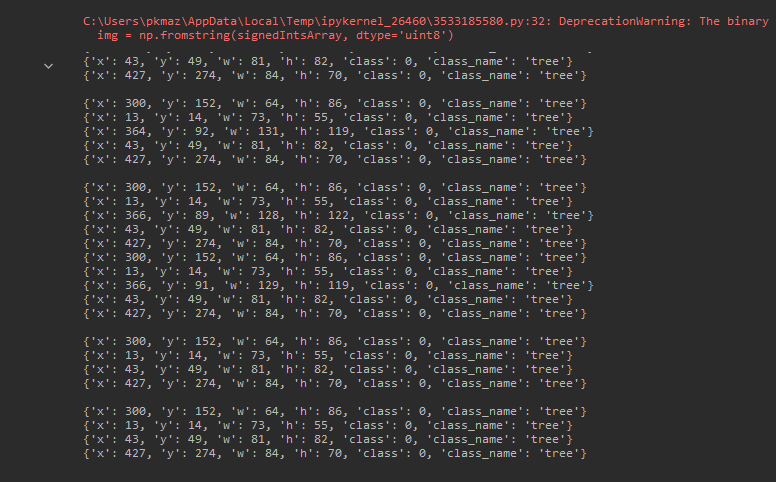 C:\Users\pkmaz\AppData\Local\Temp\ipykernel_26460\3533185580.py:32: DeprecationWarning: The binary
img = np.fromstring(signedIntsArray, dtype='uint8')
{'x': 43, 'y': 49, 'w': 81, 'h': 82, 'class': 0, 'class_name': 'tree'}
{'x': 427, 'y': 274, 'w': 84, 'h': 70, 'class': 0, 'class_name': 'tree'}
{'x': 300, 'y': 152, 'w': 64, 'h': 86, 'class': 0, 'class_name': 'tree'}
{'x': 13, 'y': 14, 'w': 73, 'h': 55, 'class': 0, 'class_name': 'tree'}
{'x': 364, 'y': 92, 'w': 131, 'h': 119, 'class': 0, 'class_name': 'tree'}
{'x': 43, 'y': 49, 'w': 81, 'h': 82, 'class': 0, 'class_name': 'tree'}
{'x': 427, 'y': 274, 'w': 84, 'h': 70, 'class': 0, 'class_name': 'tree'}
{'x': 300, 'y': 152, 'w': 64, 'h': 86, 'class': 0, 'class_name': 'tree'}
{'x': 13, 'y': 14, 'w': 73, 'h': 55, 'class': 0, 'class_name': 'tree'}
{'x': 366, 'y': 89, 'w': 128, 'h': 122, 'class': 0, 'class_name': 'tree'}
{'x': 43, 'y': 49, 'w': 81, 'h': 82, 'class': 0, 'class_name': 'tree'}
{'x': 427, 'y': 274, 'w': 84, 'h': 70, 'class': 0, 'class_name': 'tree'}
{'x': 300, 'y': 152, 'w': 64, 'h': 86, 'class': 0, 'class_name': 'tree'}
{'x': 13, 'y': 14, 'w': 73, 'h': 55, 'class': 0, 'class_name': 'tree'}
{'x': 366, 'y': 91, 'w': 129, 'h': 119, 'class': 0, 'class_name': 'tree'}
{'x': 43, 'y': 49, 'w': 81, 'h': 82, 'class': 0, 'class_name': 'tree'}
{'x': 427, 'y': 274, 'w': 84, 'h': 70, 'class': 0, 'class_name': 'tree'}
{'x': 300, 'y': 152, 'w': 64, 'h': 86, 'class': 0, 'class_name': 'tree'}
{'x': 13, 'y': 14, 'w': 73, 'h': 55, 'class': 0, 'class_name': 'tree'}
{'x': 43, 'y': 49, 'w': 81, 'h': 82, 'class': 0, 'class_name': 'tree'}
{'x': 427, 'y': 274, 'w': 84, 'h': 70, 'class': 0, 'class_name': 'tree'}
{'x': 300, 'y': 152, 'w': 64, 'h': 86, 'class': 0, 'class_name': 'tree'}
{'x': 13, 'y': 14, 'w': 73, 'h': 55, 'class': 0, 'class_name': 'tree'}
{'x': 43, 'y': 49, 'w': 81, 'h': 82, 'class': 0, 'class_name': 'tree'}
{'x': 427, 'y': 274, 'w': 84, 'h': 70, 'class': 0, 'class_name': 'tree'}